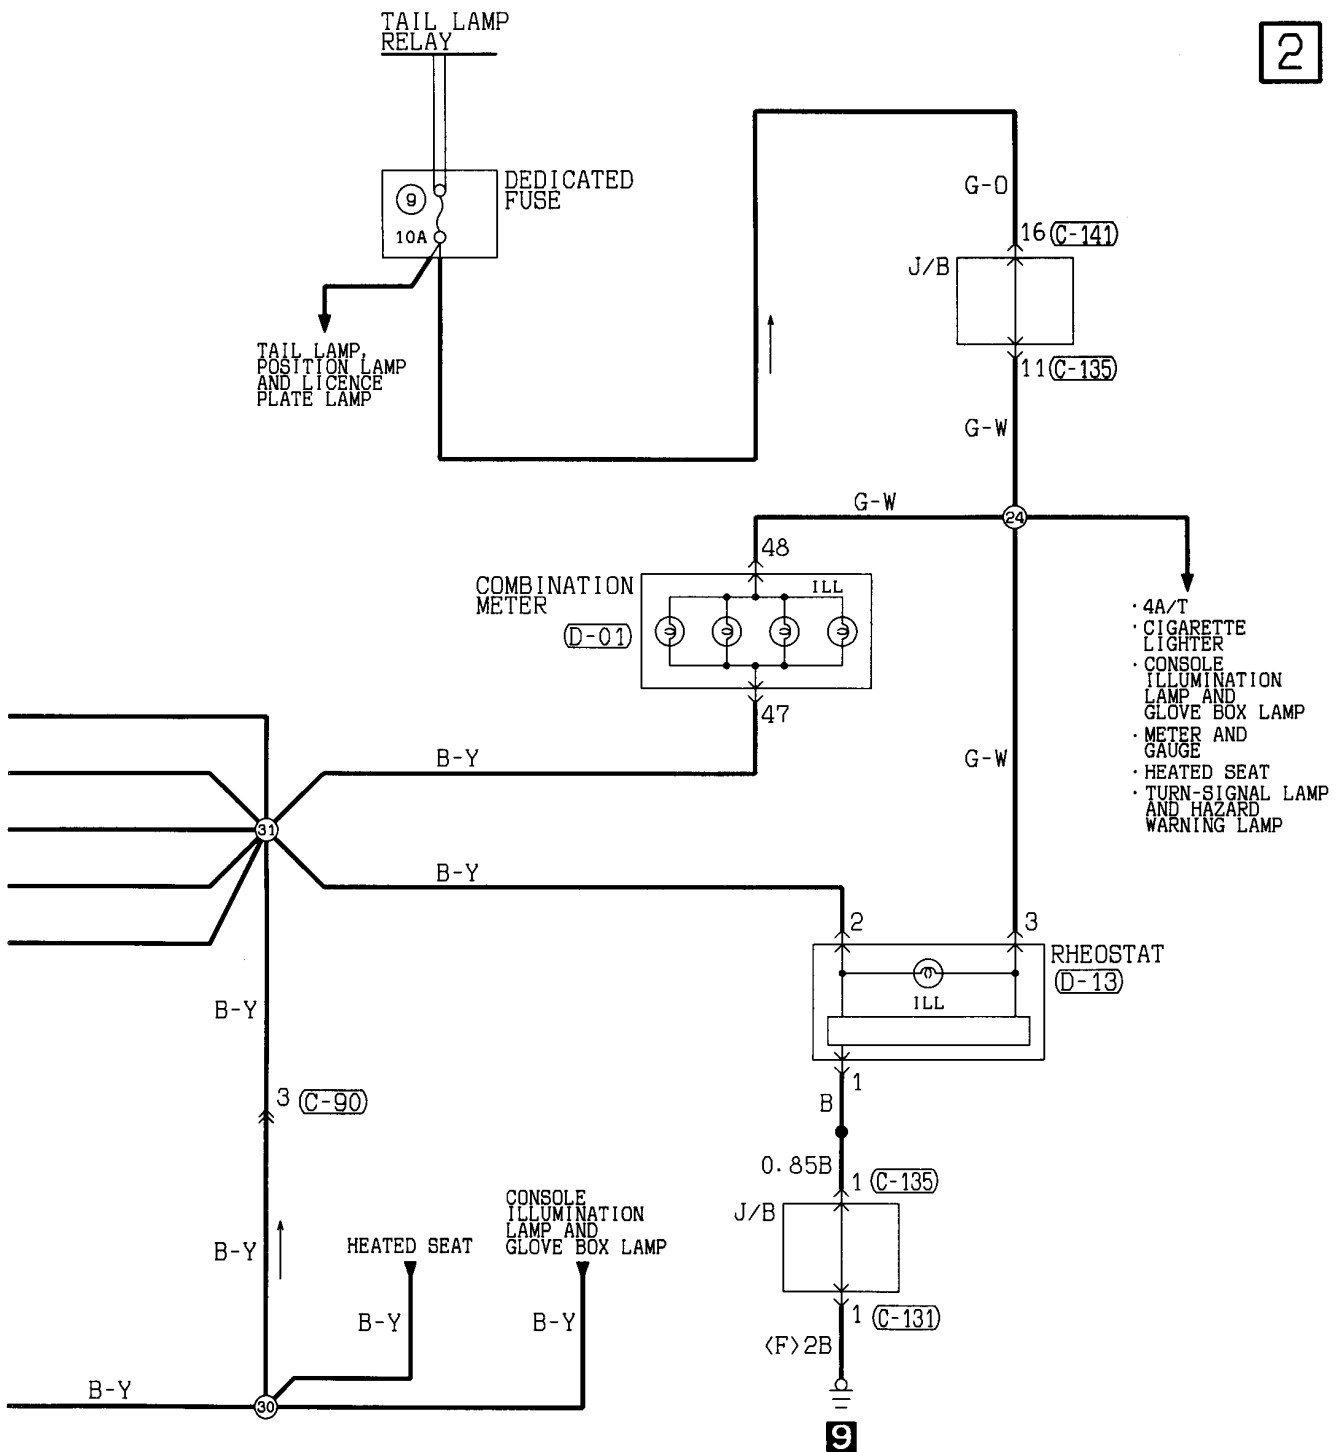 TAIL LAMP
RELAY
2
9
10A
DEDICATED
FUSE
G-O
16 C-141
J/B
TAIL LAMP,
POSITION LAMP
AND LICENCE
PLATE LAMP
11 C-135
G-W
G-W
24
48
COMBINATION
METER
ILL
D-01
· 4A/T
· CIGARETTE
LIGHTER
· CONSOLE
ILLUMINATION
LAMP AND
GLOVE BOX LAMP
· METER AND
GAUGE
· HEATED SEAT
· TURN-SIGNAL LAMP
AND HAZARD
WARNING LAMP
47
B-Y
G-W
31
B-Y
2
3
RHEOSTAT
D-13
ILL
B-Y
1
3 C-90
B
0.85B
1 C-135
J/B
B-Y
HEATED SEAT
CONSOLE
ILLUMINATION
LAMP AND
GLOVE BOX LAMP
B-Y
B-Y
1 C-131
〈F〉2B
B-Y
30
9